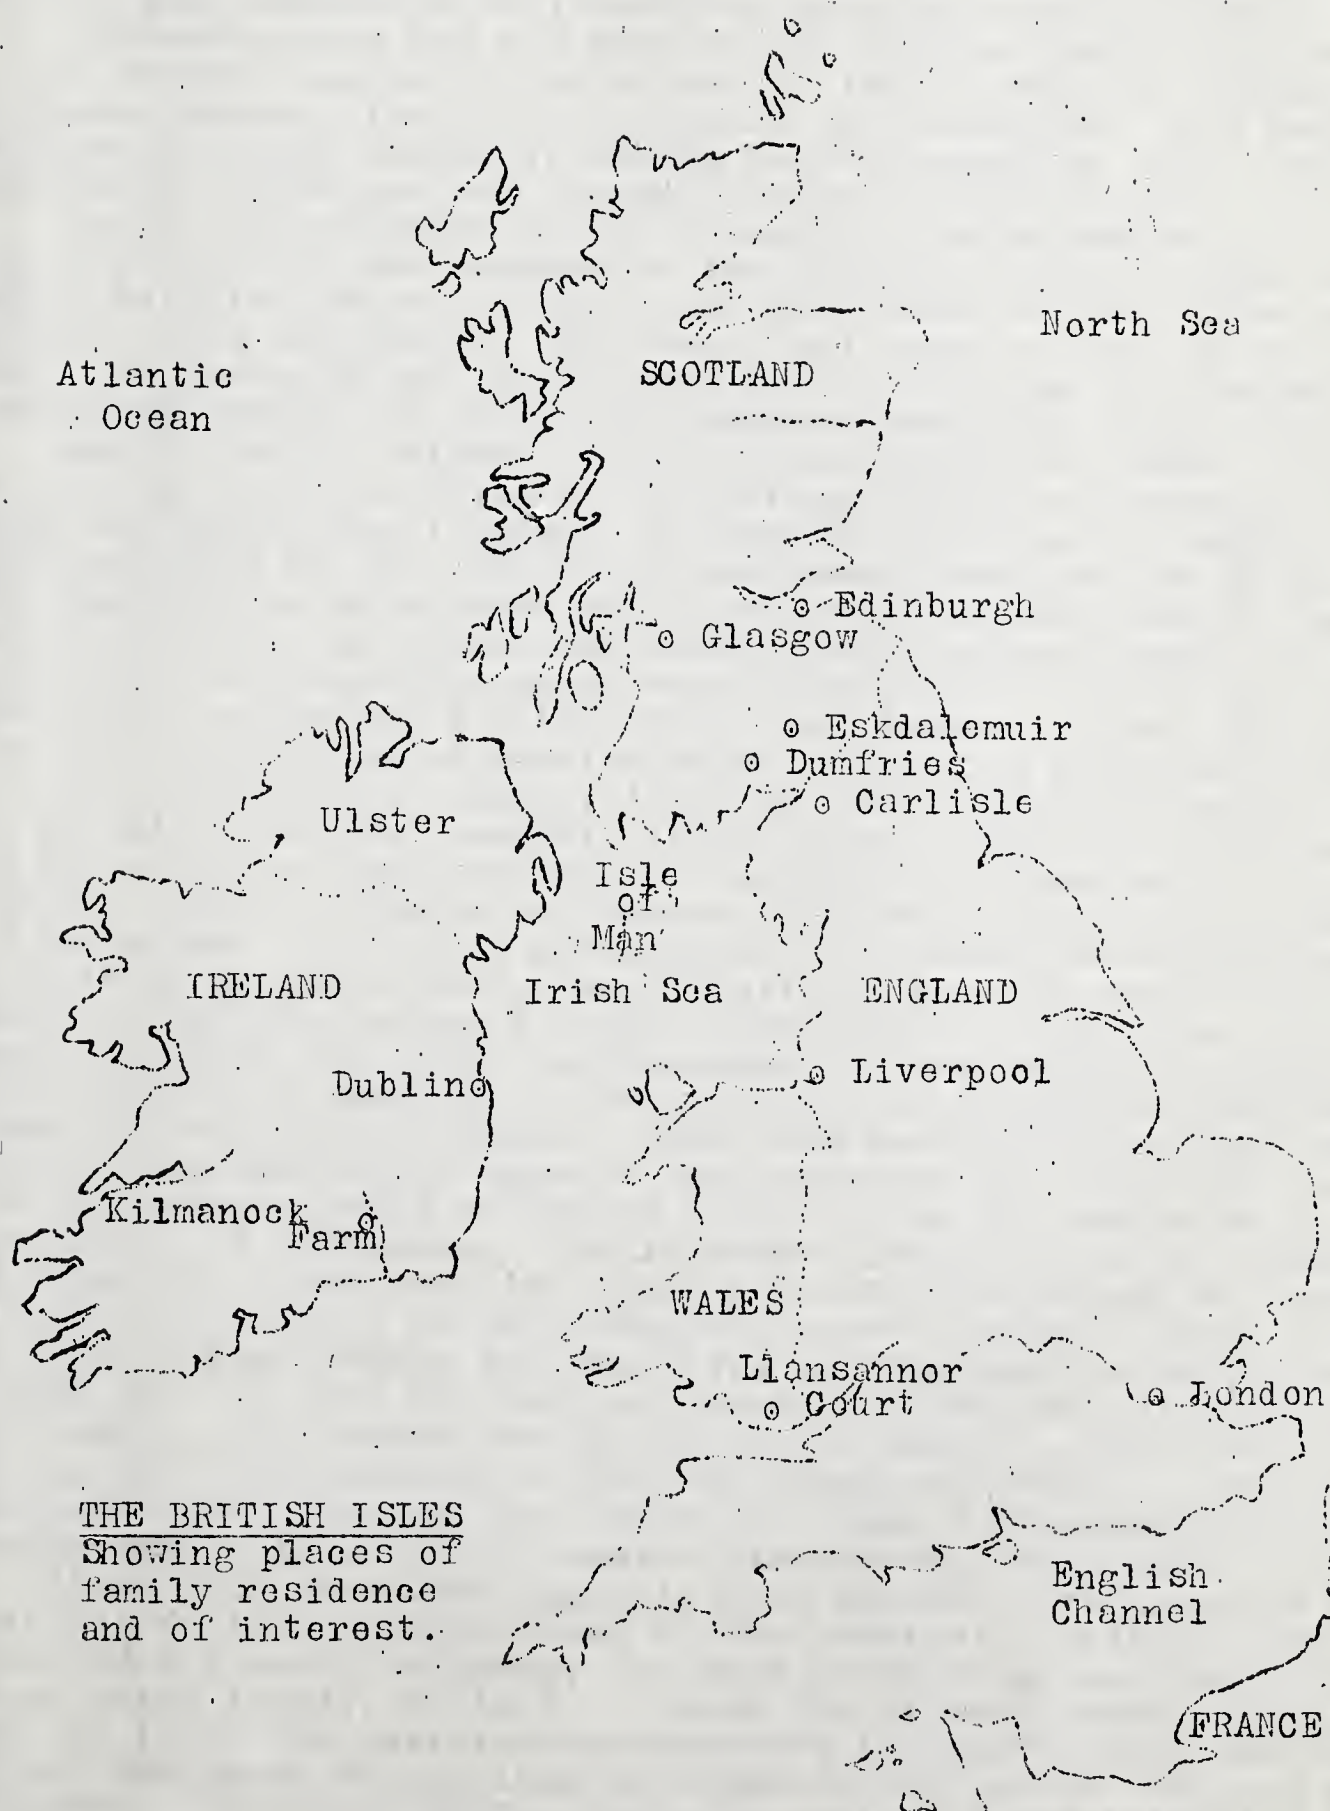 North Sea
Atlantic
Ocean
SCOTLAND
Edinburgh
Glasgow
Eskdalemuir
Dumfries
Carlisle
Ulster
Isle
of
Man
IRELAND
Irish Sea
ENGLAND
Dublin
Liverpool
Kilmanock
Farm
WALES
Llansannor
Court
London
THE BRITISH ISLES
Showing places of
family residence
and of interest.
English
Channel
FRANCE